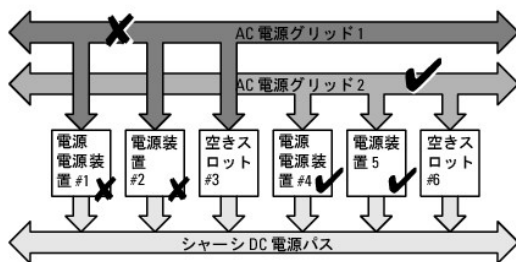 AC 電源グリッド 1
AC 電源グリッド 2
電源
電源装
置 #1
電源装
置
#2
空きス
ロット
#3
電源
電源装
置 #4
電源装
置 5
空きス
ロット
#6
シャーシ DC 電源パス